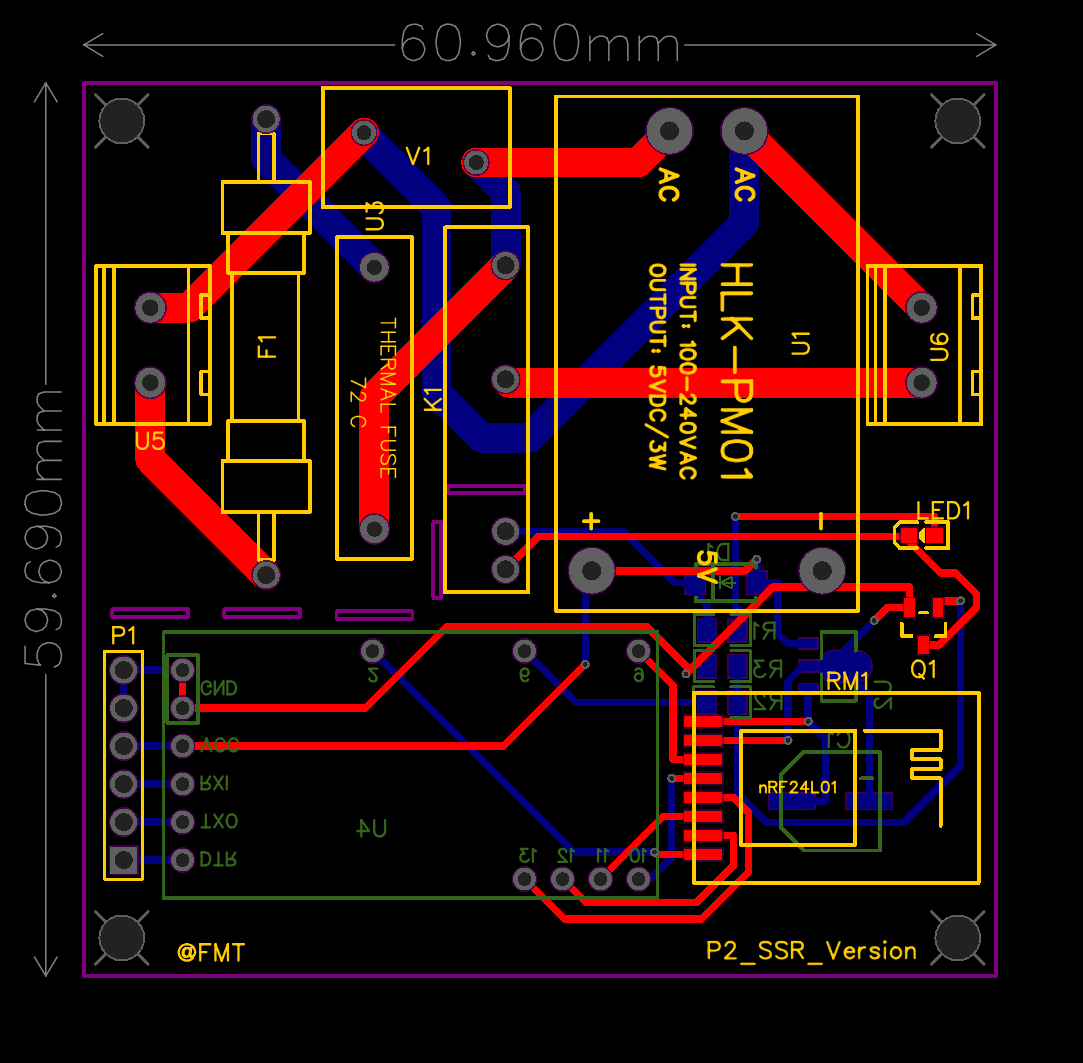 60.960mm
59.690mm
V1
U3
AC
AC
HLK-PM01
INPUT: 100-240VAC
OUTPUT: 5VDC/3W
F1
THERMAL FUSE
72 C
K1
U1
U6
U5
+
-
5V
LED1
D1
P1
R1
R3
R2
Q1
RM1
C2
C1
nRF24L01
2
6
9
GND
VCC
RXI
TXO
DTR
U4
13
12
11
10
@FMT
P2_SSR_Version